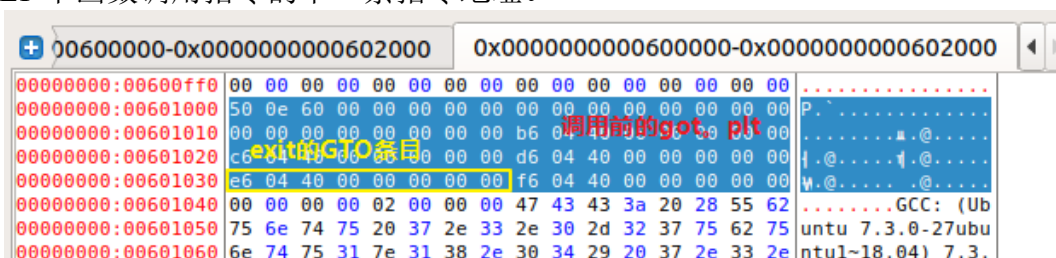 00600000-0x0000000000602000 0x0000000000600000-0x0000000000602000
00000000:00600ff0 00 00 00 00 00 00 00 00 00 00 00 00 00 00 00 00 ................
00000000:00601000 50 0e 60 00 00 00 00 00 00 00 00 00 00 00 00 00 P.`.............
调用前的got。plt
00000000:00601010 00 00 00 00 00 00 00 00 b6 04 40 00 00 00 00 00
exit的GTO条目
00000000:00601020 c6 04 40 00 00 00 00 00 d6 04 40 00 00 00 00 00
00000000:00601030 e6 04 40 00 00 00 00 00 f6 04 40 00 00 00 00 00
00000000:00601040 00 00 00 00 02 00 00 00 47 43 43 3a 20 28 55 62 ........GCC: (Ub
00000000:00601050 75 6e 74 75 20 37 2e 33 2e 30 2d 32 37 75 62 75 untu 7.3.0-27ubu
00000000:00601060 6e 74 75 31 7e 31 38 2e 30 34 29 20 37 2e 33 2e ntu1~18.04) 7.3.